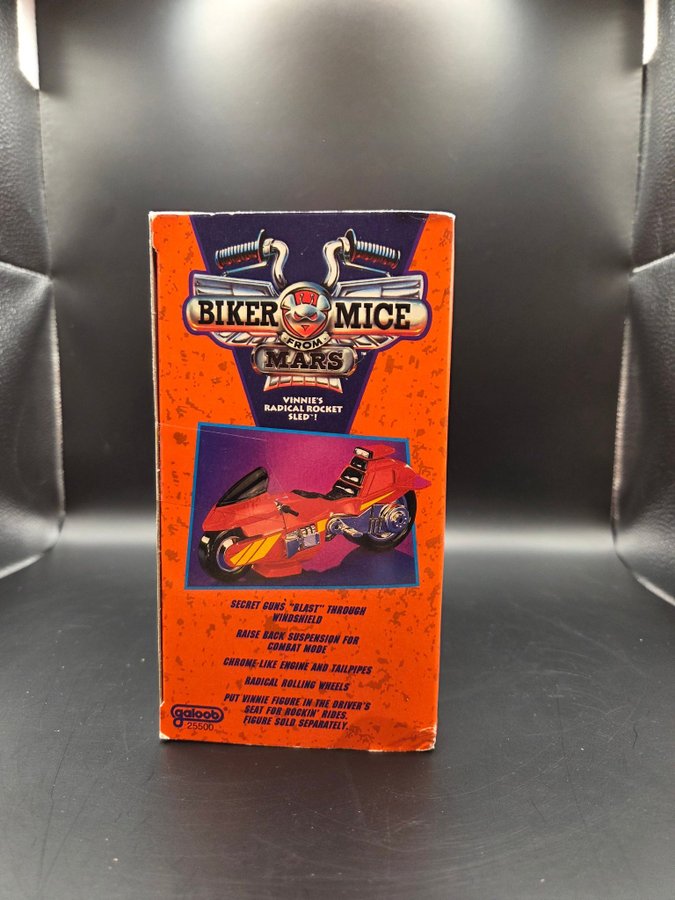 BIKER MICE
FROM
MARS
VINNIE'S
RADICAL ROCKET
SLED™!
SECRET GUNS "BLAST" THROUGH
WINDSHIELD
RAISE BACK SUSPENSION FOR
COMBAT MODE
CHROME-LIKE ENGINE AND TAILPIPES
RADICAL ROLLING WHEELS
PUT VINNIE FIGURE IN THE DRIVER'S
SEAT FOR ROCKIN' RIDES.
FIGURE SOLD SEPARATELY.
galoob
25500